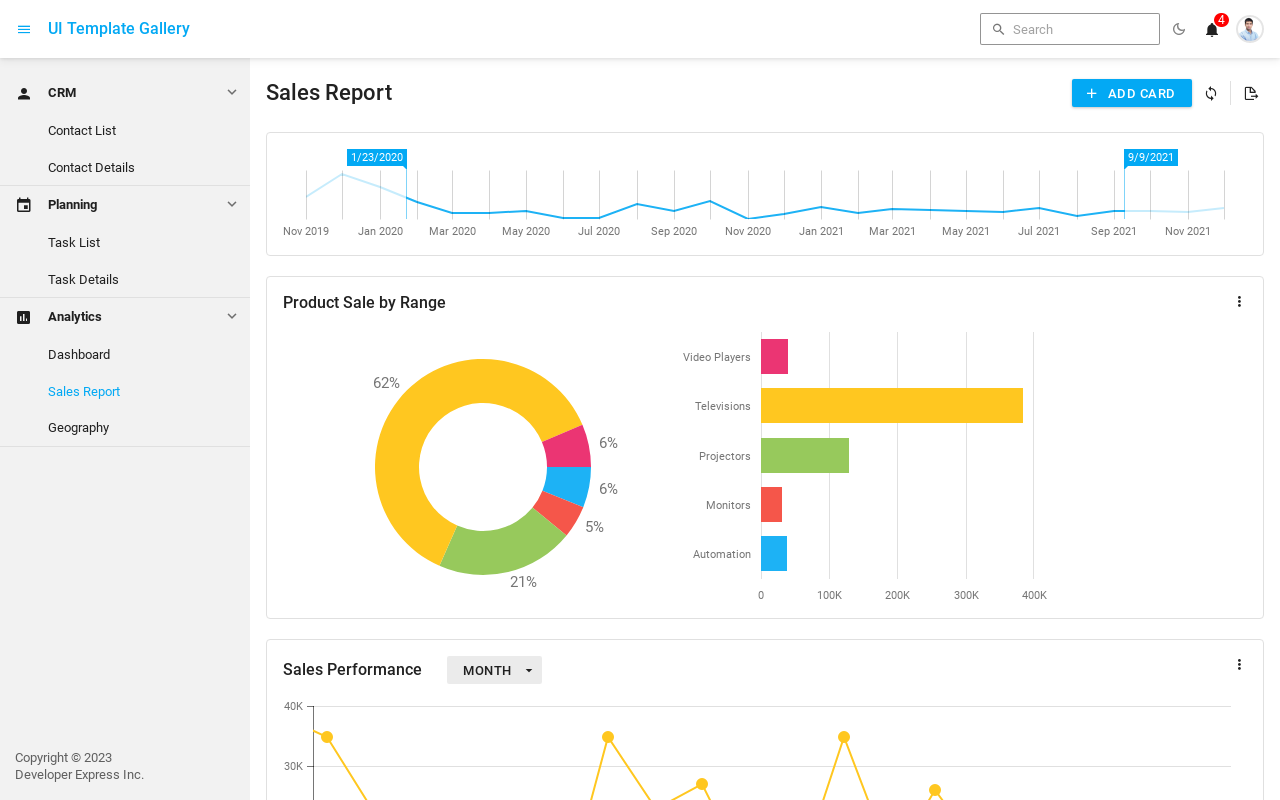 UI Template Gallery
Search
4
CRM
Contact List
Contact Details
Planning
Task List
Task Details
Analytics
Dashboard
Sales Report
Geography
Copyright © 2023
Developer Express Inc.
Sales Report
ADD CARD
1/23/2020
9/9/2021
Nov 2019 Jan 2020 Mar 2020 May 2020 Jul 2020 Sep 2020 Nov 2020 Jan 2021 Mar 2021 May 2021 Jul 2021 Sep 2021 Nov 2021
Product Sale by Range
62%
6%
6%
5%
21%
Video Players
Televisions
Projectors
Monitors
Automation
0 100K 200K 300K 400K
Sales Performance
MONTH
40K
30K